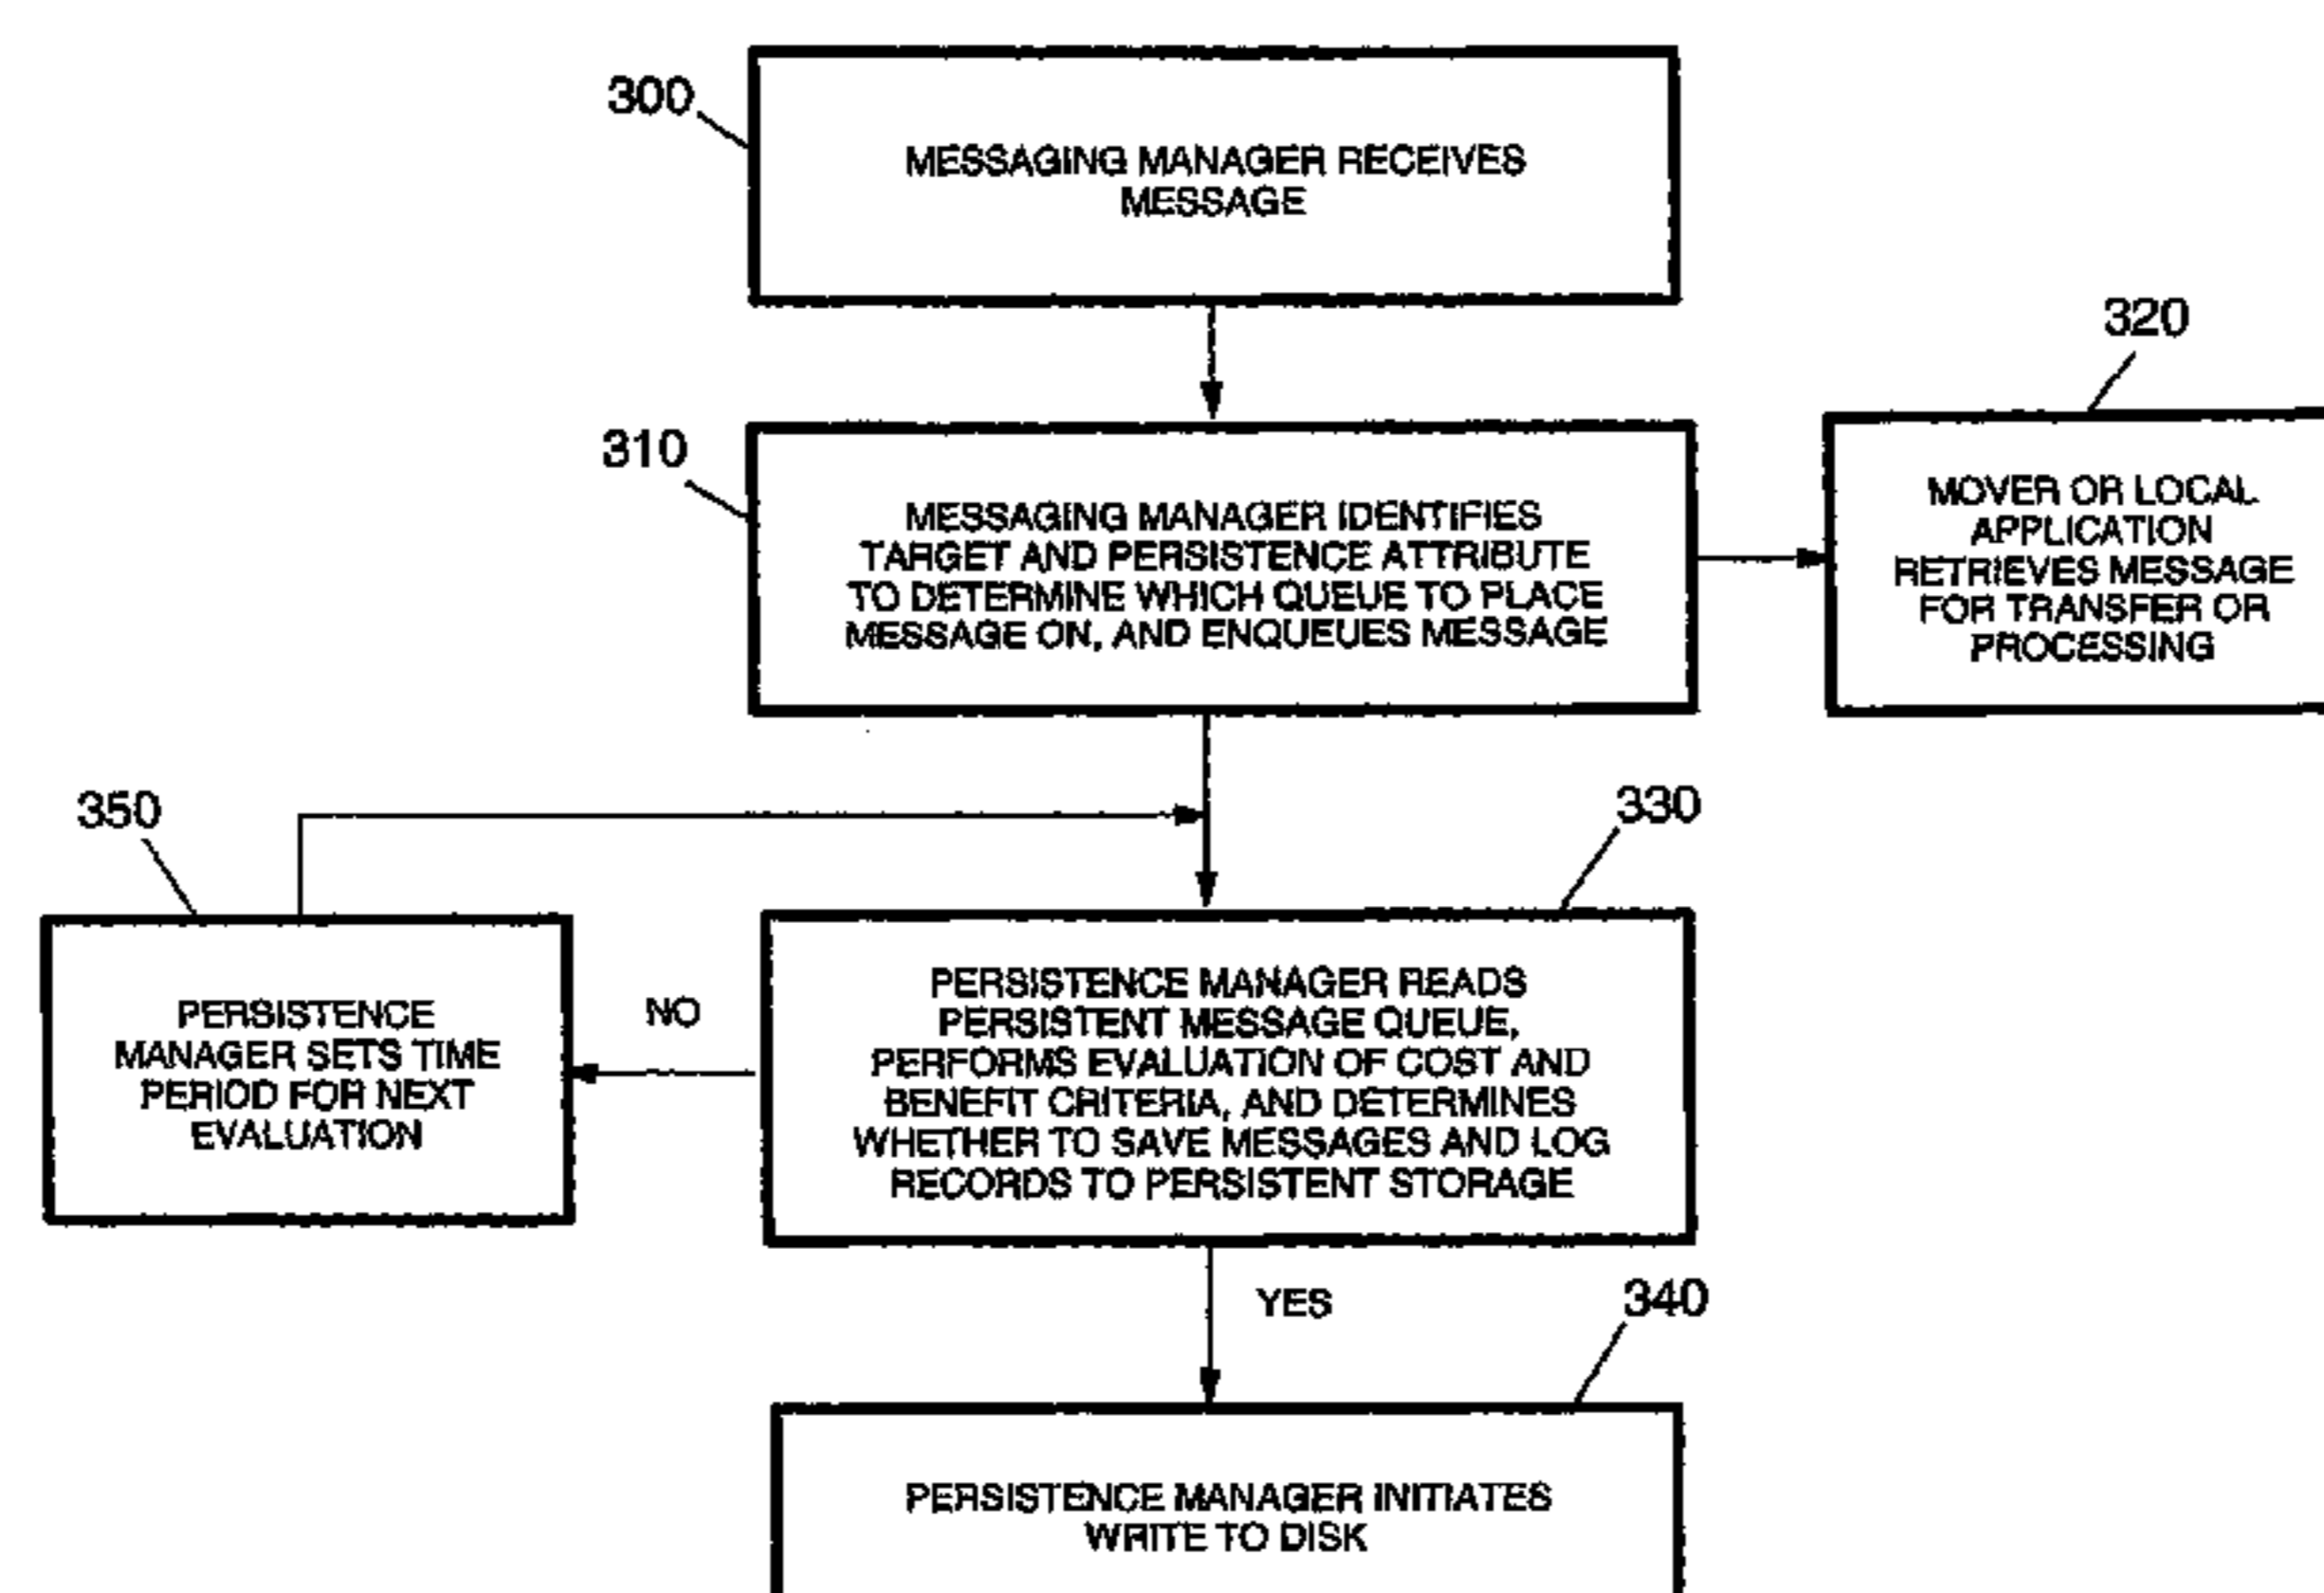 300
MESSAGING MANAGER RECEIVES
MESSAGE
310
MESSAGING MANAGER IDENTIFIES
TARGET AND PERSISTENCE ATTRIBUTE
TO DETERMINE WHICH QUEUE TO PLACE
MESSAGE ON, AND ENQUEUES MESSAGE
320
MOVER OR LOCAL
APPLICATION
RETRIEVES MESSAGE
FOR TRANSFER OR
PROCESSING
350
PERSISTENCE
MANAGER SETS TIME
PERIOD FOR NEXT
EVALUATION
NO
330
PERSISTENCE MANAGER READS
PERSISTENT MESSAGE QUEUE,
PERFORMS EVALUATION OF COST AND
BENEFIT CRITERIA, AND DETERMINES
WHETHER TO SAVE MESSAGES AND LOG
RECORDS TO PERSISTENT STORAGE
YES
340
PERSISTENCE MANAGER INITIATES
WRITE TO DISK